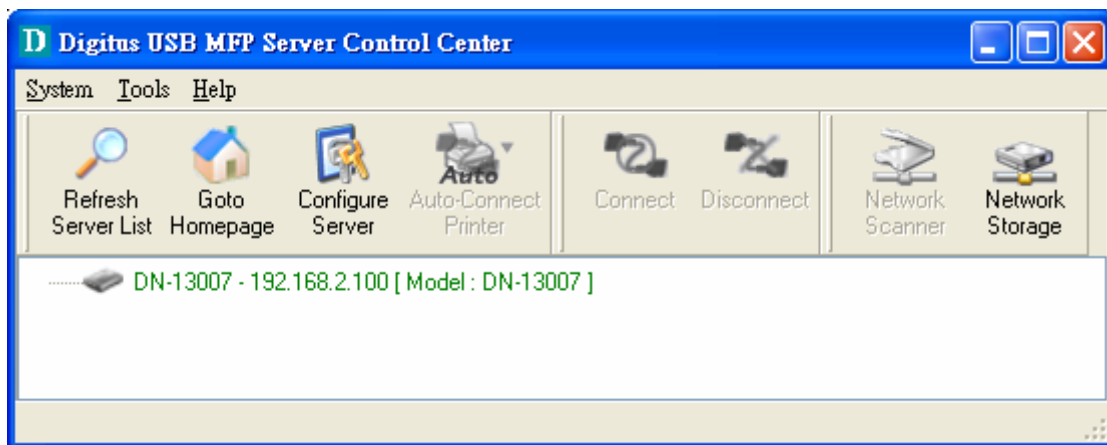 D Digitus USB MFP Server Control Center
System Tools Help
Refresh Server List
Goto Homepage
Configure Server
Auto
Auto-Connect Printer
Connect
Disconnect
Network Scanner
Network Storage
DN-13007 - 192.168.2.100 [ Model : DN-13007 ]